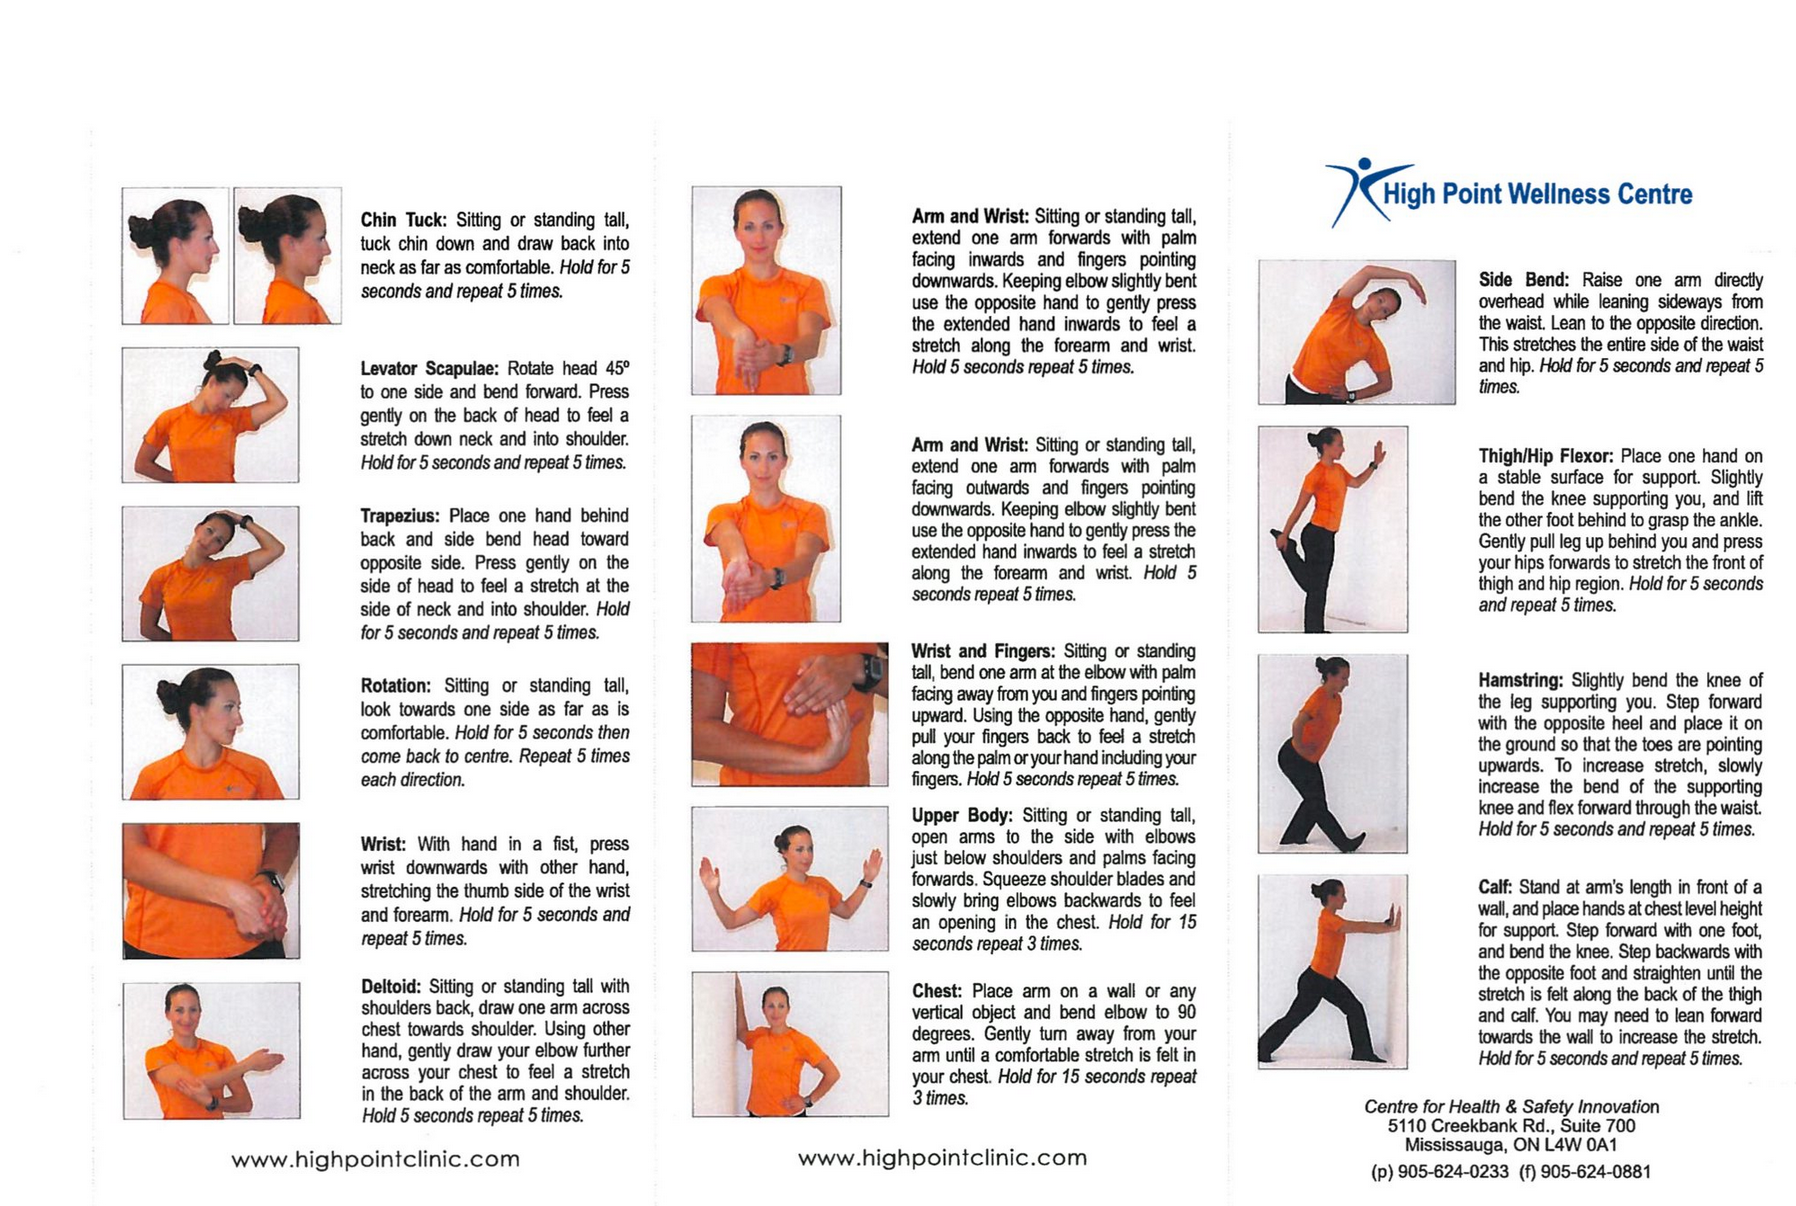 Chin Tuck: Sitting or standing tall,
tuck chin down and draw back into
neck as far as comfortable. Hold for 5
seconds and repeat 5 times.
Levator Scapulae: Rotate head 45º
to one side and bend forward. Press
gently on the back of head to feel a
stretch down neck and into shoulder.
Hold for 5 seconds and repeat 5 times.
Trapezius: Place one hand behind
back and side bend head toward
opposite side. Press gently on the
side of head to feel a stretch at the
side of neck and into shoulder. Hold
for 5 seconds and repeat 5 times.
Rotation: Sitting or standing tall,
look towards one side as far as is
comfortable. Hold for 5 seconds then
come back to centre. Repeat 5 times
each direction.
Wrist: With hand in a fist, press
wrist downwards with other hand,
stretching the thumb side of the wrist
and forearm. Hold for 5 seconds and
repeat 5 times.
Deltoid: Sitting or standing tall with
shoulders back, draw one arm across
chest towards shoulder. Using other
hand, gently draw your elbow further
across your chest to feel a stretch
in the back of the arm and shoulder.
Hold 5 seconds repeat 5 times.
www.highpointclinic.com
Arm and Wrist: Sitting or standing tall,
extend one arm forwards with palm
facing inwards and fingers pointing
downwards. Keeping elbow slightly bent
use the opposite hand to gently press
the extended hand inwards to feel a
stretch along the forearm and wrist.
Hold 5 seconds repeat 5 times.
Arm and Wrist: Sitting or standing tall,
extend one arm forwards with palm
facing outwards and fingers pointing
downwards. Keeping elbow slightly bent
use the opposite hand to gently press the
extended hand inwards to feel a stretch
along the forearm and wrist. Hold 5
seconds repeat 5 times.
Wrist and Fingers: Sitting or standing
tall, bend one arm at the elbow with palm
facing away from you and fingers pointing
upward. Using the opposite hand, gently
pull your fingers back to feel a stretch
along the palm or your hand including your
fingers. Hold 5 seconds repeat 5 times.
Upper Body: Sitting or standing tall,
open arms to the side with elbows
just below shoulders and palms facing
forwards. Squeeze shoulder blades and
slowly bring elbows backwards to feel
an opening in the chest. Hold for 15
seconds repeat 3 times.
Chest: Place arm on a wall or any
vertical object and bend elbow to 90
degrees. Gently turn away from your
arm until a comfortable stretch is felt in
your chest. Hold for 15 seconds repeat
3 times.
www.highpointclinic.com
High Point Wellness Centre
Side Bend: Raise one arm directly
overhead while leaning sideways from
the waist. Lean to the opposite direction.
This stretches the entire side of the waist
and hip. Hold for 5 seconds and repeat 5
times.
Thigh/Hip Flexor: Place one hand on
a stable surface for support. Slightly
bend the knee supporting you, and lift
the other foot behind to grasp the ankle.
Gently pull leg up behind you and press
your hips forwards to stretch the front of
thigh and hip region. Hold for 5 seconds
and repeat 5 times.
Hamstring: Slightly bend the knee of
the leg supporting you. Step forward
with the opposite heel and place it on
the ground so that the toes are pointing
upwards. To increase stretch, slowly
increase the bend of the supporting
knee and flex forward through the waist.
Hold for 5 seconds and repeat 5 times.
Calf: Stand at arm's length in front of a
wall, and place hands at chest level height
for support. Step forward with one foot,
and bend the knee. Step backwards with
the opposite foot and straighten until the
stretch is felt along the back of the thigh
and calf. You may need to lean forward
towards the wall to increase the stretch.
Hold for 5 seconds and repeat 5 times.
Centre for Health & Safety Innovation
5110 Creekbank Rd., Suite 700
Mississauga, ON L4W 0A1
(p) 905-624-0233 (f) 905-624-0881